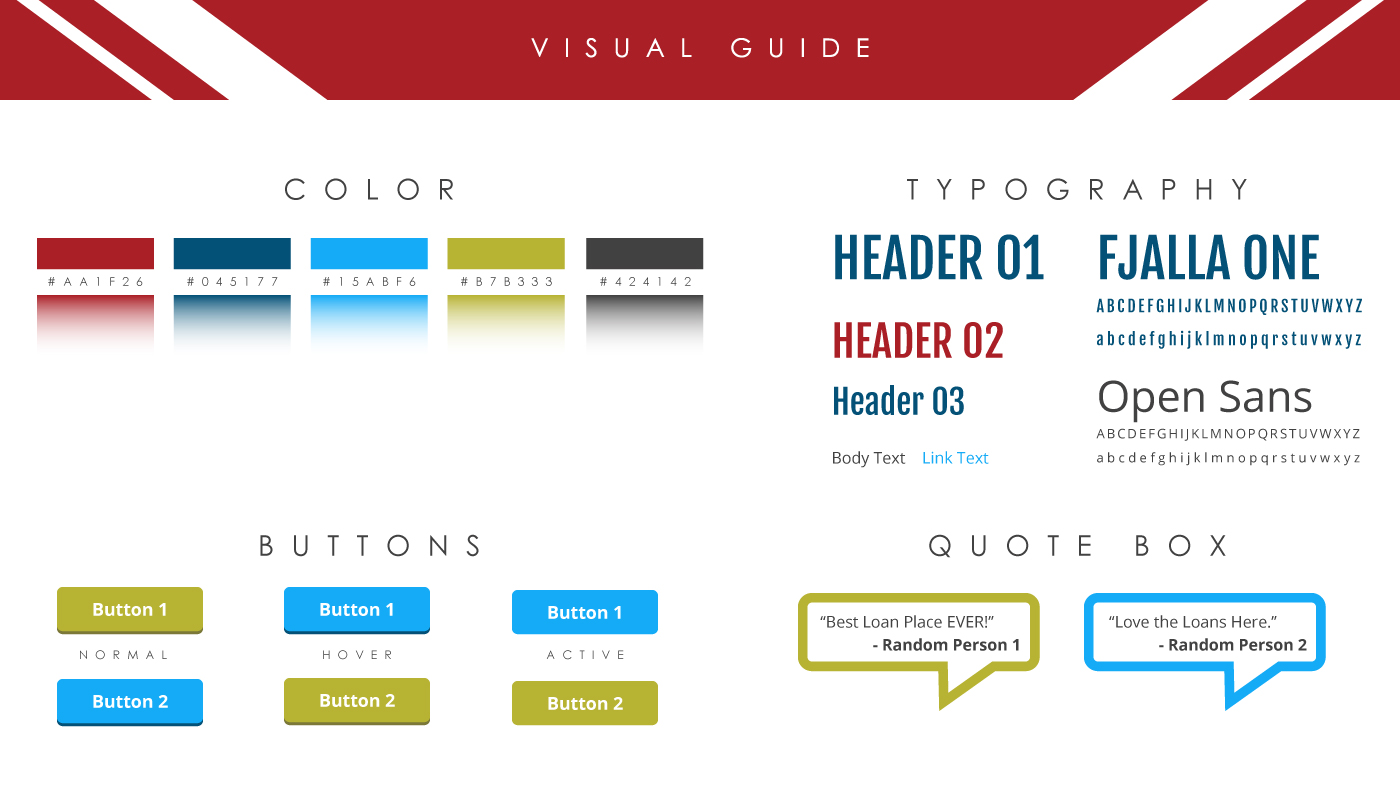 VISUAL GUIDE
COLOR
#AA1F26
#045177
#15ABF6
#B7B333
#424142
TYPOGRAPHY
HEADER 01
HEADER 02
Header 03
Body Text Link Text
FJALLA ONE
ABCDEFGHIJKLMNOPQRSTUVWXYZ
abcdefghijklmnopqrstuvwxyz
Open Sans
ABCDEFGHIJKLMNOPQRSTUVWXYZ
abcdefghijklmnopqrstuvwxyz
BUTTONS
Button 1
Button 1
Button 1
NORMAL
HOVER
ACTIVE
Button 2
Button 2
Button 2
QUOTE BOX
“Best Loan Place EVER!”
- Random Person 1
“Love the Loans Here.”
- Random Person 2